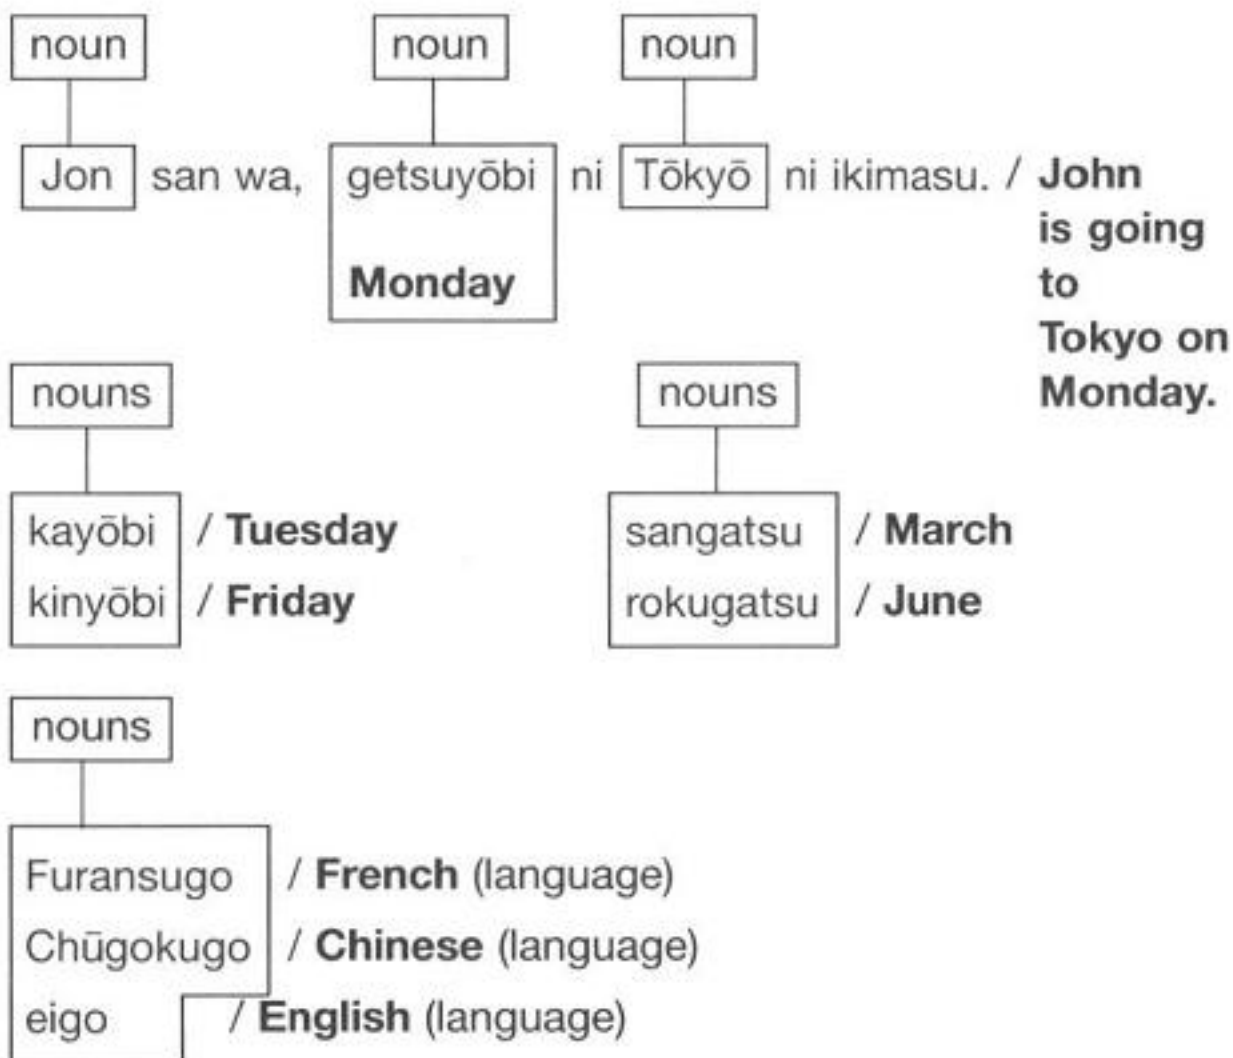 noun noun noun
Jon san wa, getsuyōbi ni Tōkyō ni ikimasu. / John
is going
Monday to
Tokyo on
nouns nouns Monday.
kayōbi / Tuesday sangatsu / March
kinyōbi / Friday rokugatsu / June
nouns
Furansugo / French (language)
Chūgokugo / Chinese (language)
eigo / English (language)